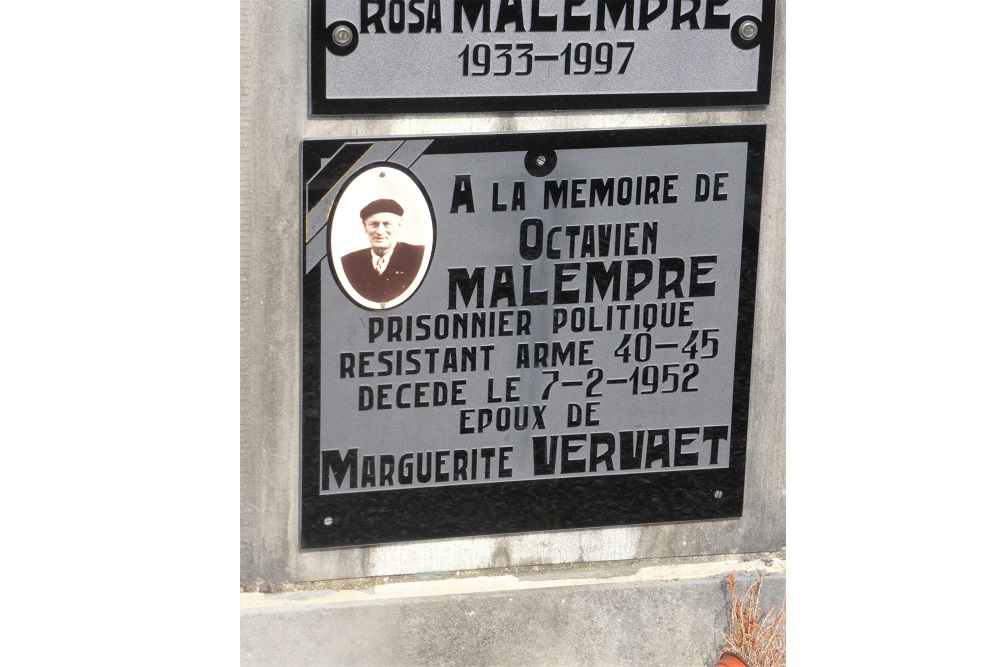 ROSA MALEMPRE
1933-1997
A LA MEMOIRE DE
OCTAVIEN
MALEMPRE
PRISONNIER POLITIQUE
RESISTANT ARME 40-45
DECEDE LE 7-2-1952
EPOUX DE
MARGUERITE VERVAET